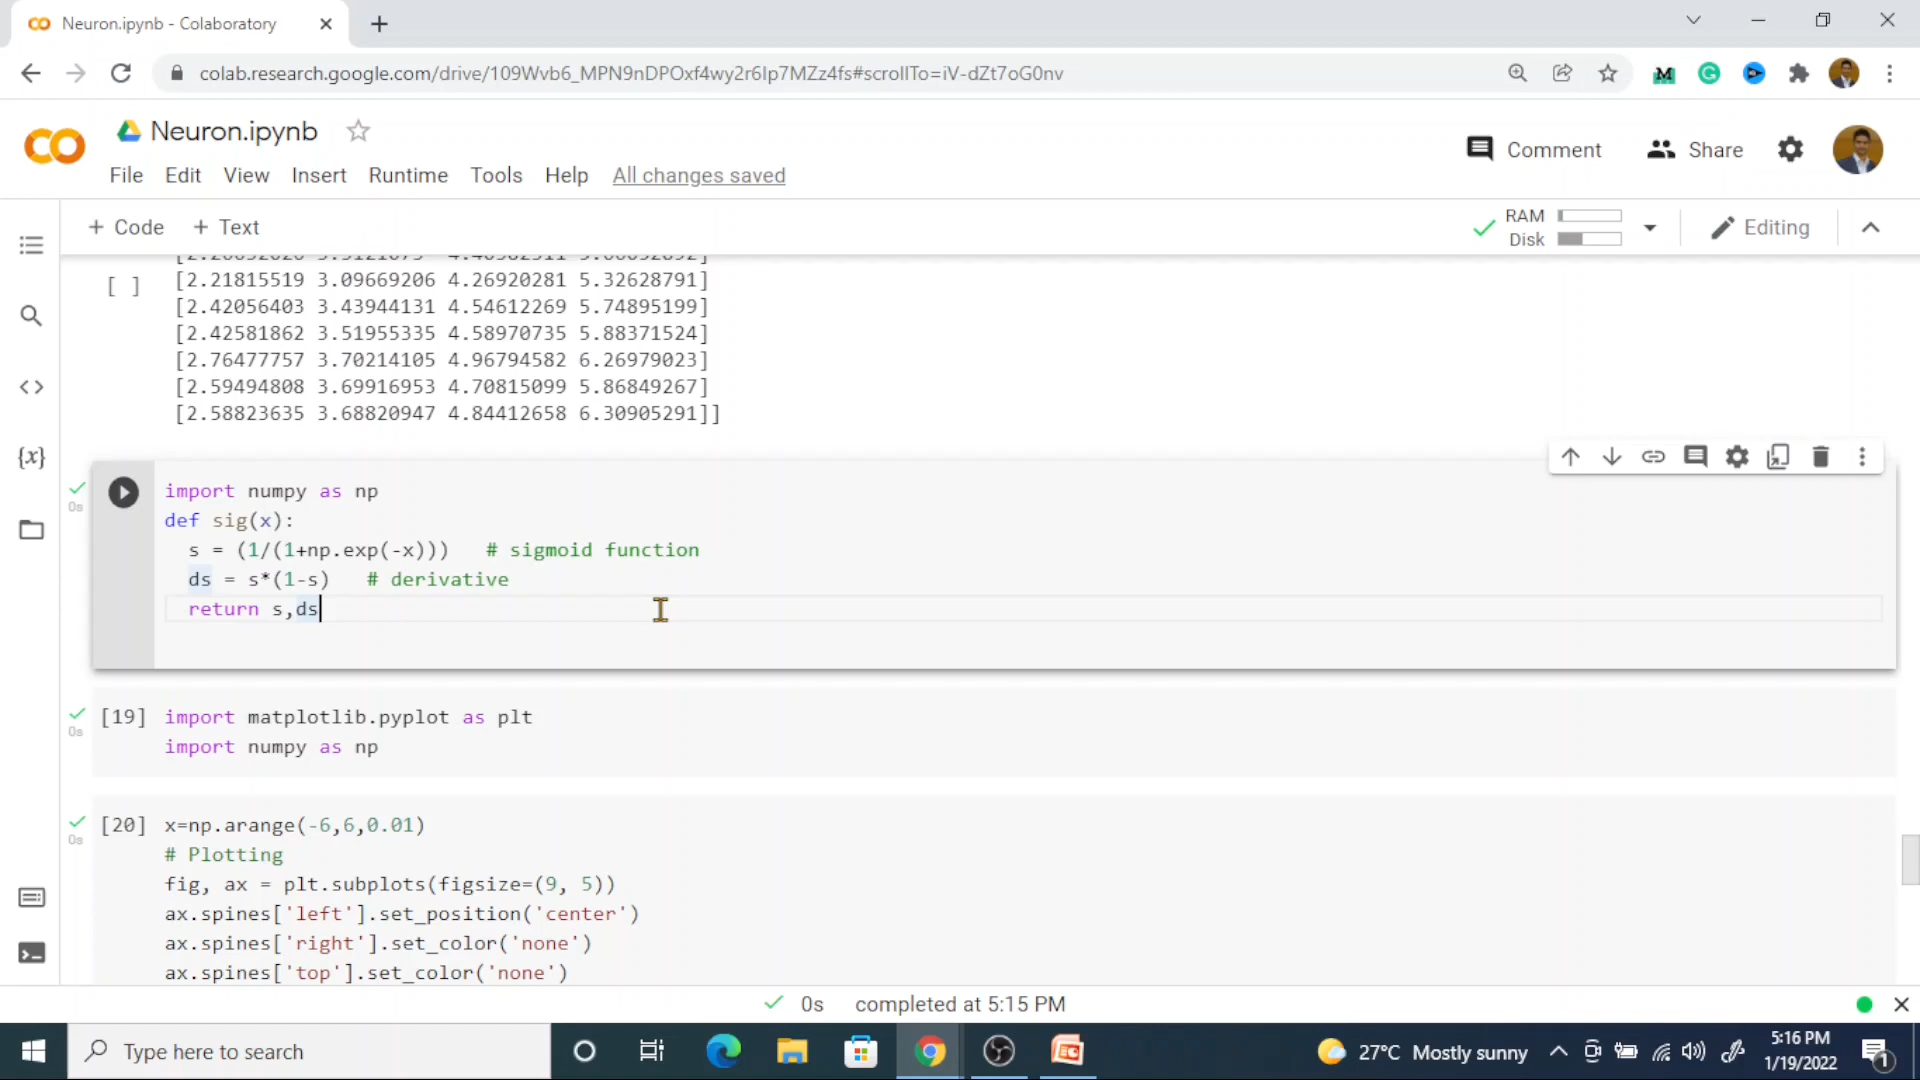 Neuron.ipynb - Colaboratory
colab.research.google.com/drive/109Wvb6_MPN9nDPOxf4wy2r6Ip7MZz4fs#scrollTo=iV-dZt7oG0nv
Neuron.ipynb
Comment
Share
File Edit View Insert Runtime Tools Help All changes saved
+ Code + Text
RAM
Disk
Editing
[2.21815519 3.09669206 4.26920281 5.32628791]
[ ]
[2.42056403 3.43944131 4.54612269 5.74895199]
[2.42581862 3.51955335 4.58970735 5.88371524]
[2.76477757 3.70214105 4.96794582 6.26979023]
[2.59494808 3.69916953 4.70815099 5.86849267]
[2.58823635 3.68820947 4.84412658 6.30905291]]
0s
import numpy as np
def sig(x):
s = (1/(1+np.exp(-x))) # sigmoid function
ds = s*(1-s) # derivative
return s,ds
[19] import matplotlib.pyplot as plt
0s
import numpy as np
[20] x=np.arange(-6,6,0.01)
0s
# Plotting
fig, ax = plt.subplots(figsize=(9, 5))
ax.spines['left'].set_position('center')
ax.spines['right'].set_color('none')
ax.spines['top'].set_color('none')
0s completed at 5:15 PM
Type here to search
27°C Mostly sunny
5:16 PM
1/19/2022
1